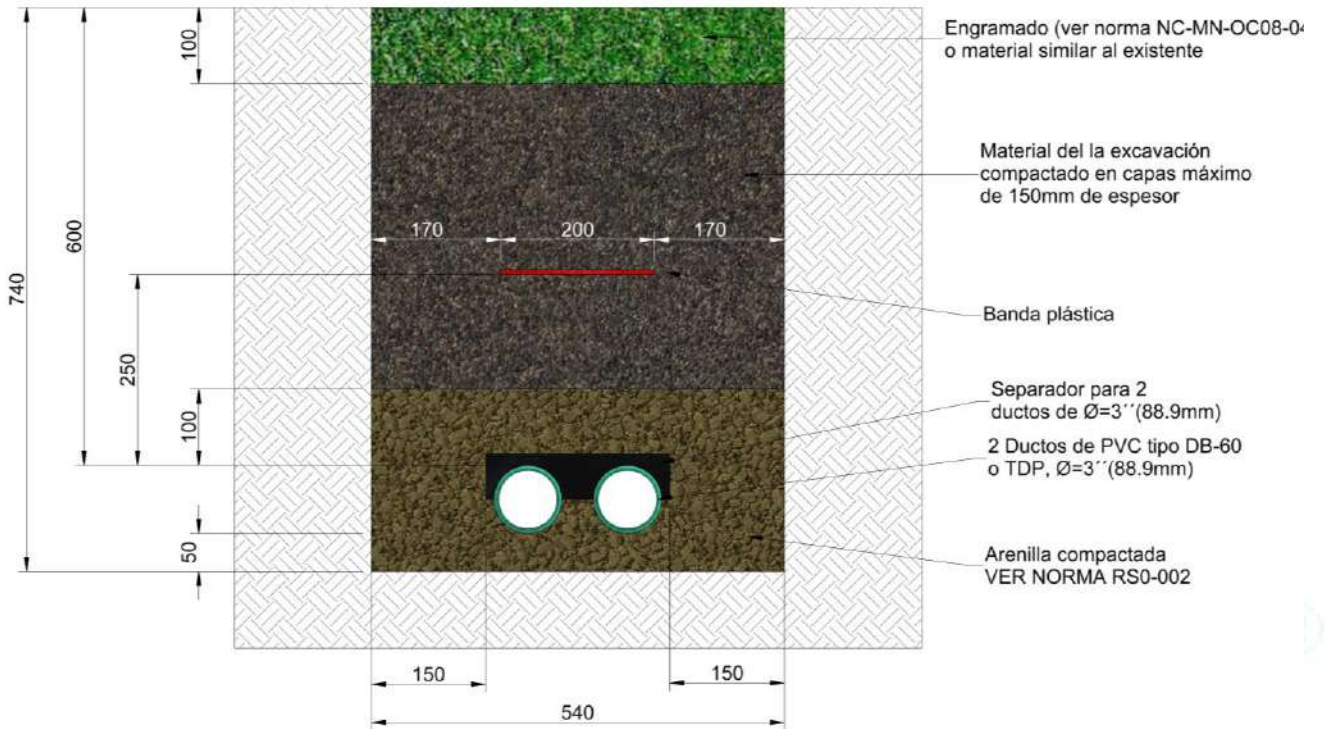 100
600
740
250
100
50
170
200
170
150
150
540
Engramado (ver norma NC-MN-OC08-04
o material similar al existente
Material del la excavación
compactado en capas máximo
de 150mm de espesor
Banda plástica
Separador para 2
ductos de Ø=3´´(88.9mm)
2 Ductos de PVC tipo DB-60
o TDP, Ø=3´´(88.9mm)
Arenilla compactada
VER NORMA RS0-002